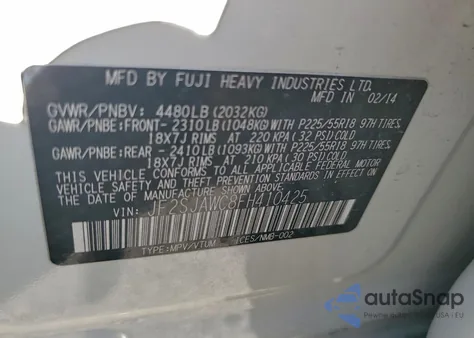 MFD BY FUJI HEAVY INDUSTRIES LTD.
MFD IN 02/14
GVWR/PNBV: 4480LB(2032KG)
GAWR/PNBE:FRONT-2310LB(1048KG)WITH P225/55R18 97H TIRES,
18X7J RIMS AT 220 KPA(32 PSI)COLD
GAWR/PNBE:REAR -2410LB(1093KG)WITH P225/55R18 97H TIRES,
18X7J RIMS AT 210 KPA(30 PSI)COLD
THIS VEHICLE CONFORMS TO ALL APPLICABLE FEDERAL MOTOR
VEHICLE SAFETY AND THEFT PREVENTION STANDARDS IN EFFECT ON
THE DATE OF MANUFACTURE SHOWN ABOVE.
VIN: JF2SJAWC8FH410425
TYPE:MPV/VTUM ICES/NMB-002
autoSnap